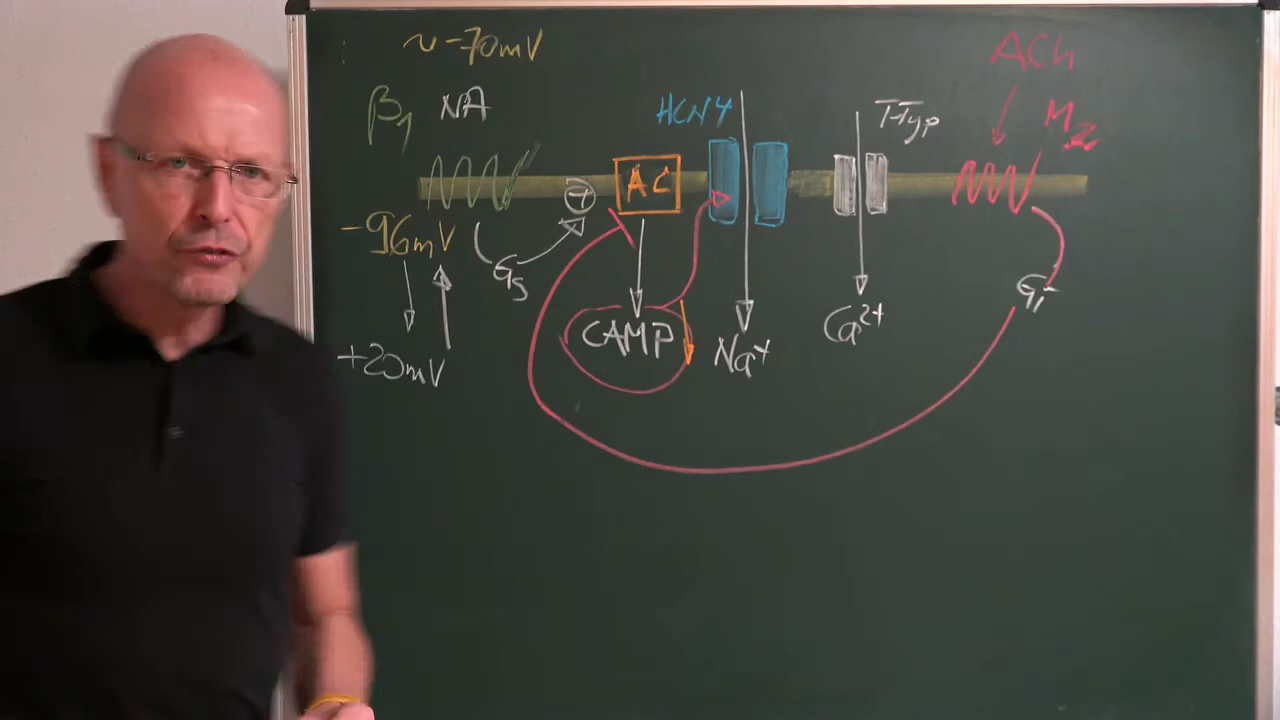 ~ -70mV
ACh
β1 NA
HCN4
T-Typ
M2
+
AC
-96mV
Gs
Gi
cAMP
Na+
Ca2+
+20mV